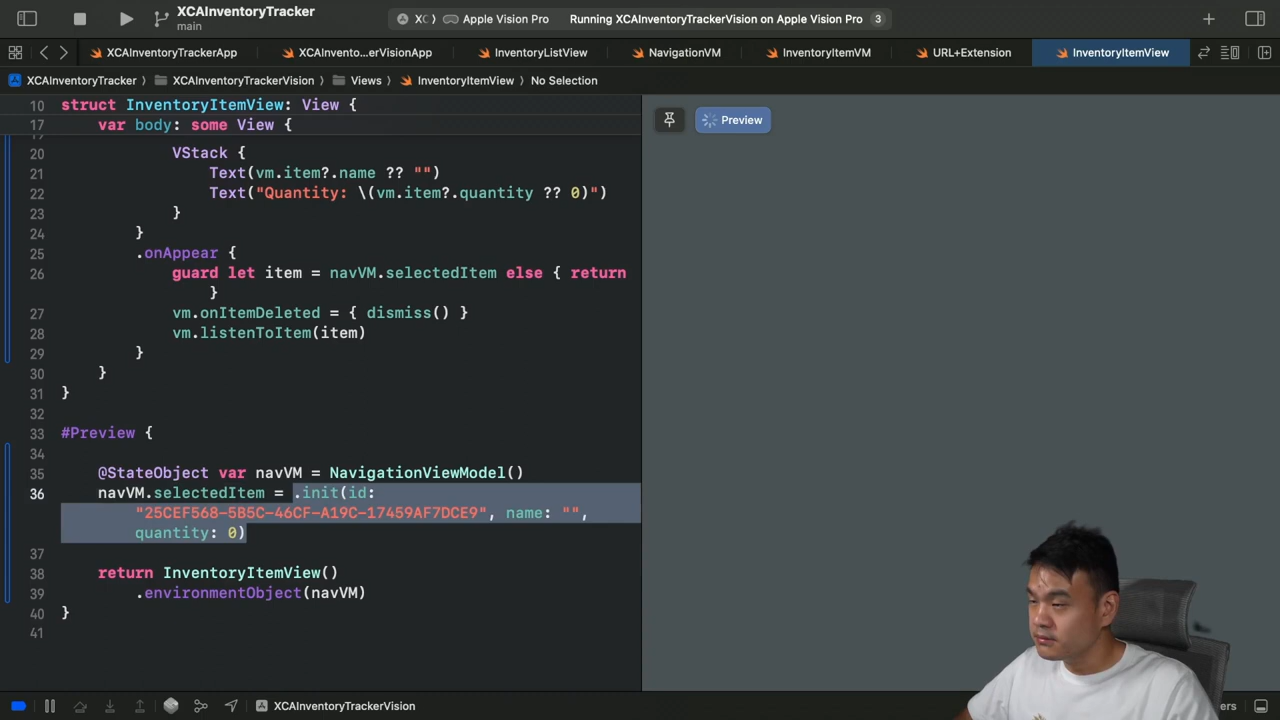 XCAInventoryTracker
main
XC
Apple Vision Pro
Running XCAInventoryTrackerVision on Apple Vision Pro
3
XCAInventoryTrackerApp
XCAInvento...erVisionApp
InventoryListView
NavigationVM
InventoryItemVM
URL+Extension
InventoryItemView
XCAInventoryTracker
XCAInventoryTrackerVision
Views
InventoryItemView
No Selection
10 struct InventoryItemView: View {
17 var body: some View {
20 VStack {
21 Text(vm.item?.name ?? "")
22 Text("Quantity: \(vm.item?.quantity ?? 0)")
23 }
24 }
25 .onAppear {
26 guard let item = navVM.selectedItem else { return
}
27 vm.onItemDeleted = { dismiss() }
28 vm.listenToItem(item)
29 }
30 }
31 }
32
33 #Preview {
34
35 @StateObject var navVM = NavigationViewModel()
36 navVM.selectedItem = .init(id:
"25CEF568-5B5C-46CF-A19C-17459AF7DCE9", name: "",
quantity: 0)
37
38 return InventoryItemView()
39 .environmentObject(navVM)
40 }
41
Preview
XCAInventoryTrackerVision